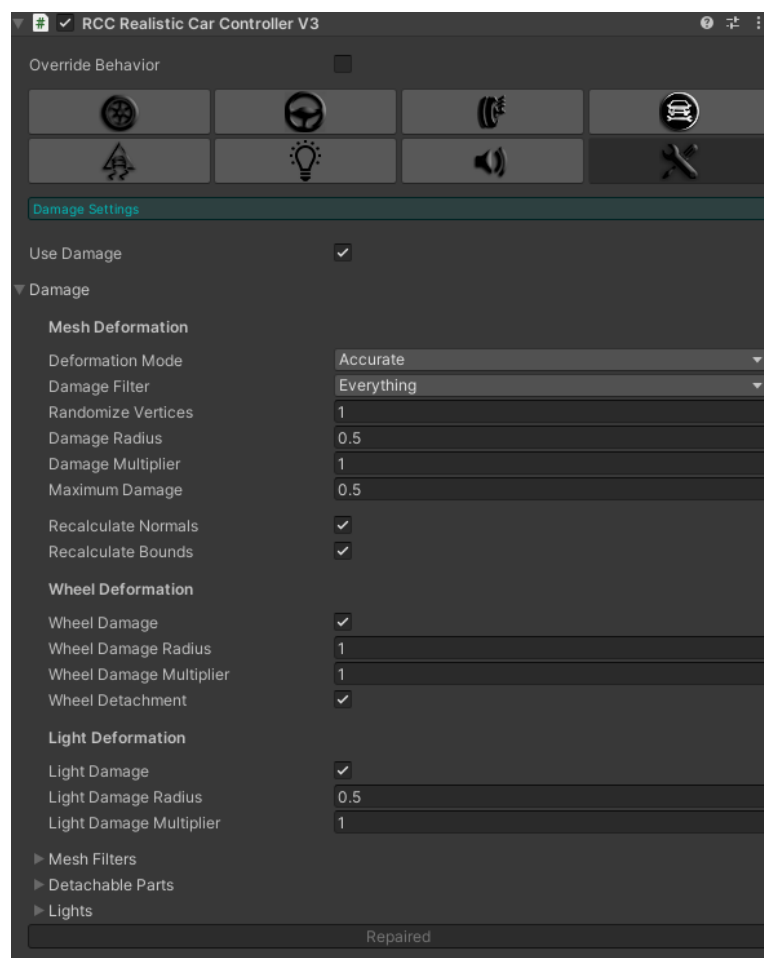 RCC Realistic Car Controller V3
Override Behavior
Damage Settings
Use Damage
Damage
Mesh Deformation
Deformation Mode Accurate
Damage Filter Everything
Randomize Vertices 1
Damage Radius 0.5
Damage Multiplier 1
Maximum Damage 0.5
Recalculate Normals
Recalculate Bounds
Wheel Deformation
Wheel Damage
Wheel Damage Radius 1
Wheel Damage Multiplier 1
Wheel Detachment
Light Deformation
Light Damage
Light Damage Radius 0.5
Light Damage Multiplier 1
Mesh Filters
Detachable Parts
Lights
Repaired